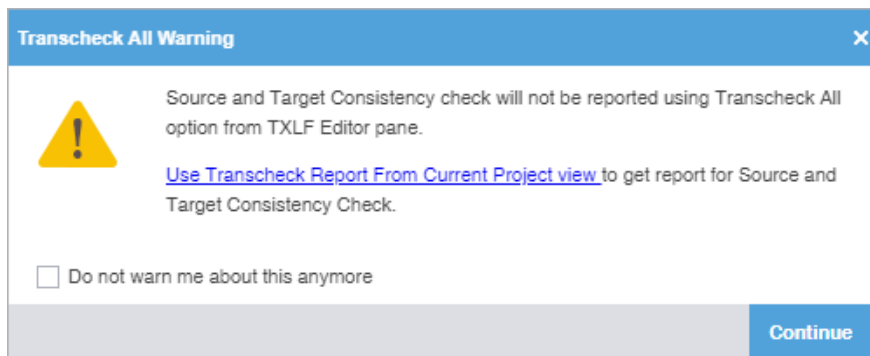 Transcheck All Warning
Source and Target Consistency check will not be reported using Transcheck All
option from TXLF Editor pane.
Use Transcheck Report From Current Project view to get report for Source and
Target Consistency Check.
Do not warn me about this anymore
Continue